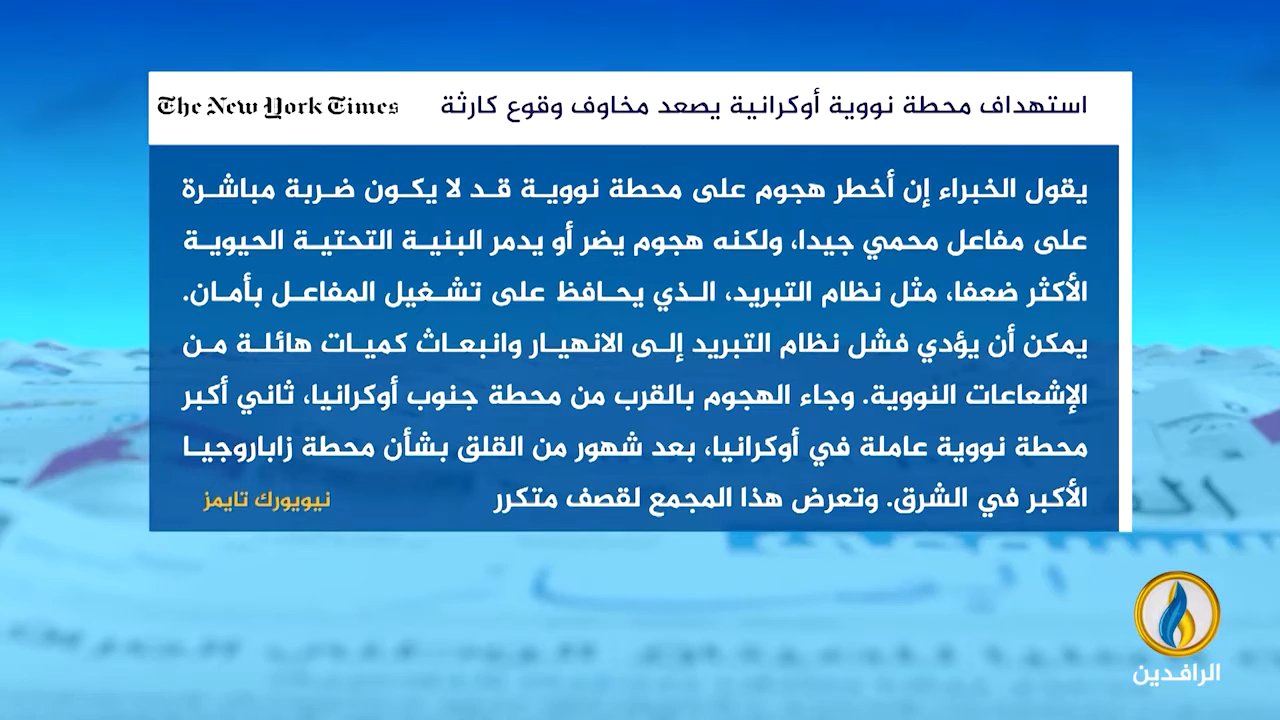 استهداف محطة نووية أوكرانية يصعد مخاوف وقوع كارثة
The New York Times
يقول الخبراء إن أخطر هجوم على محطة نووية قد لا يكون ضربة مباشرة
على مفاعل محمي جيدا، ولكنه هجوم يضر أو يدمر البنية التحتية الحيوية
الأكثر ضعفا، مثل نظام التبريد، الذي يحافظ على تشغيل المفاعل بأمان.
يمكن أن يؤدي فشل نظام التبريد إلى الانهيار وانبعاث كميات هائلة من
الإشعاعات النووية. وجاء الهجوم بالقرب من محطة جنوب أوكرانيا، ثاني أكبر
محطة نووية عاملة في أوكرانيا، بعد شهور من القلق بشأن محطة زاباروجيا
الأكبر في الشرق. وتعرض هذا المجمع لقصف متكرر
نيويورك تايمز
الرافدين